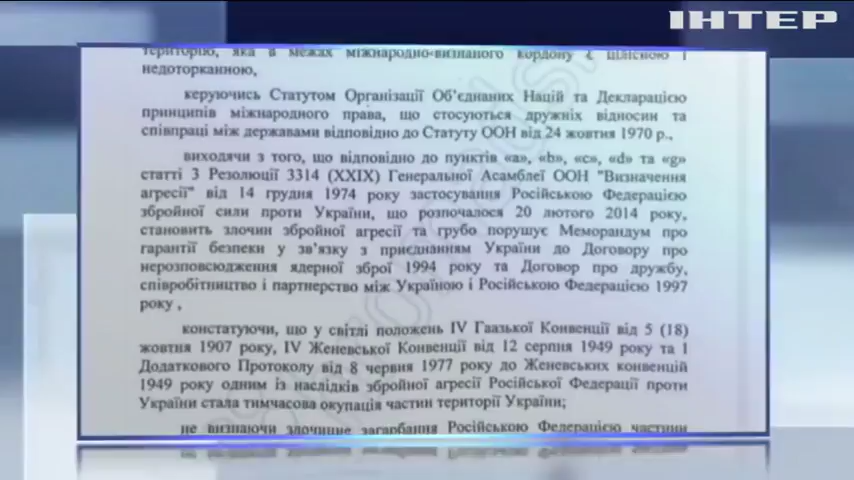 ІНТЕР
територію, яка в межах міжнародно-визнаного кордону є цілісною і
недоторканною,
керуючись Статутом Організації Об'єднаних Націй та Декларацією
принципів міжнародного права, що стосуються дружніх відносин та
співпраці між державами відповідно до Статуту ООН від 24 жовтня 1970 р.,
виходячи з того, що відповідно до пунктів «a», «b», «c», «d» та «g»
статті 3 Резолюції 3314 (XXIX) Генеральної Асамблеї ООН "Визначення
агресії" від 14 грудня 1974 року застосування Російською Федерацією
збройної сили проти України, що розпочалося 20 лютого 2014 року,
становить злочин збройної агресії та грубо порушує Меморандум про
гарантії безпеки у зв'язку з приєднанням України до Договору про
нерозповсюдження ядерної зброї 1994 року та Договор про дружбу,
співробітництво і партнерство між Україною і Російською Федерацією 1997
року ,
констатуючи, що у світлі положень IV Гаазької Конвенції від 5 (18)
жовтня 1907 року, IV Женевської Конвенції від 12 серпня 1949 року та І
Додаткового Протоколу від 8 червня 1977 року до Женевських конвенцій
1949 року одним із наслідків збройної агресії Російської Федерації проти
України стала тимчасова окупація частин території України;
не визнаючи злочинне загарбання Російською Федерацією частини